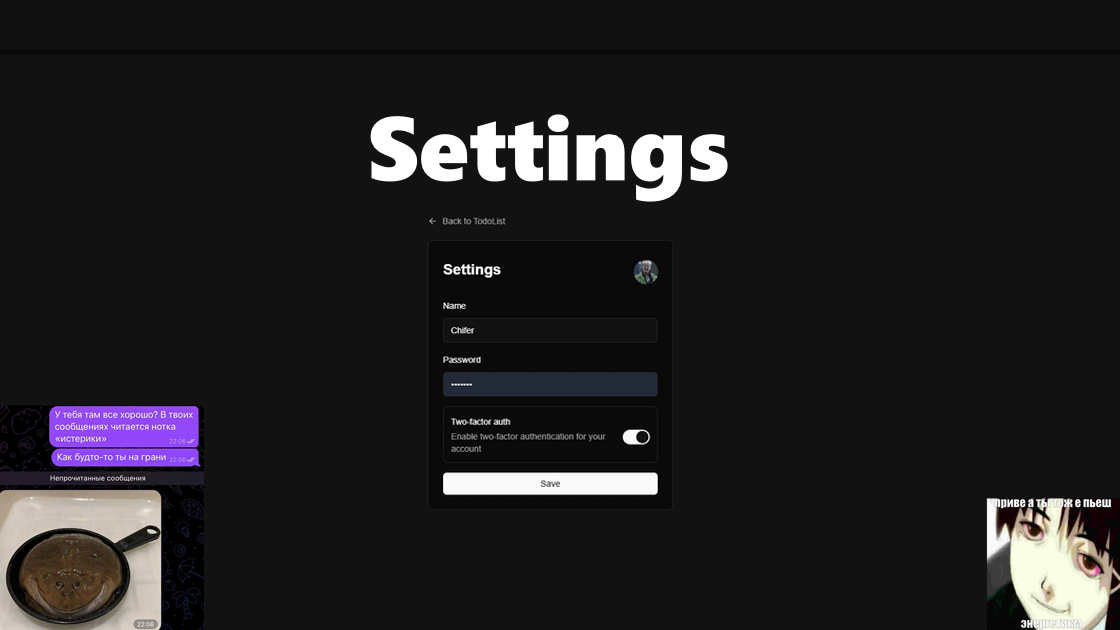 Settings
Back to TodoList
Settings
Name
Chifer
Password
•••••••
Two-factor auth
Enable two-factor authentication for your
account
Save
У тебя там все хорошо? В твоих
сообщениях читается нотка
«истерики»
22:06
Как будто-то ты на грани
22:06
Непрочитанные сообщения
22:06
приве а ты тож е пьеш
энергетики